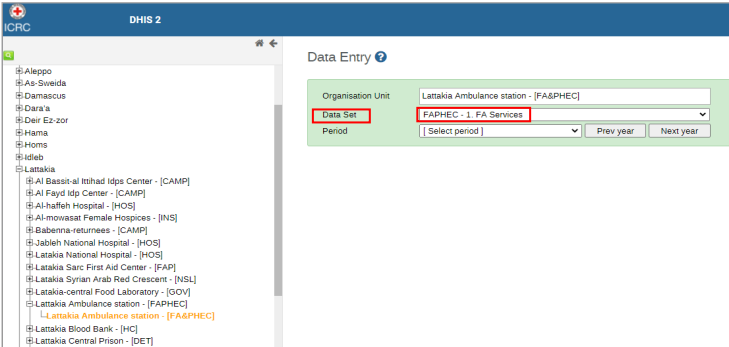 ICRC
DHIS 2
Data Entry
Organisation Unit
Lattakia Ambulance station - [FA&PHEC]
Data Set
FAPHEC - 1. FA Services
Period
[ Select period ]
Prev year
Next year
Aleppo
As-Sweida
Damascus
Dara'a
Deir Ez-zor
Hama
Homs
Idleb
Lattakia
Al Bassit-al Ittihad Idps Center - [CAMP]
Al Fayd Idp Center - [CAMP]
Al-haffeh Hospital - [HOS]
Al-mowasat Female Hospices - [INS]
Babenna-returnees - [CAMP]
Jableh National Hospital - [HOS]
Latakia National Hospital - [HOS]
Latakia Sarc First Aid Center - [FAP]
Latakia Syrian Arab Red Crescent - [NSL]
Latakia-central Food Laboratory - [GOV]
Lattakia Ambulance station - [FAPHEC]
Lattakia Ambulance station - [FA&PHEC]
Lattakia Blood Bank - [HC]
Lattakia Central Prison - [DET]